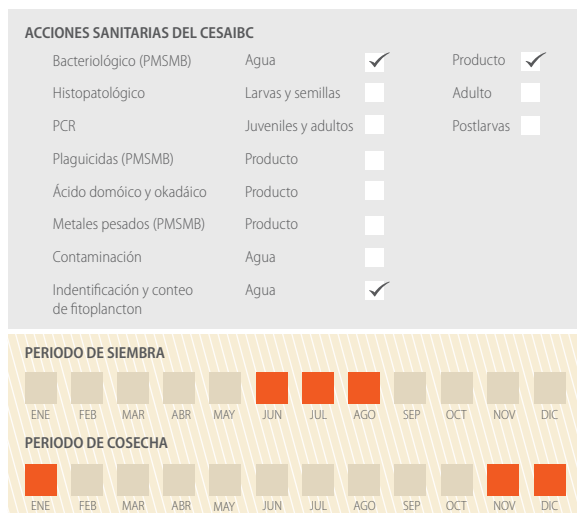 ACCIONES SANITARIAS DEL CESAIBC
Bacteriológico (PMSMB) Agua Producto
Histopatológico Larvas y semillas Adulto
PCR Juveniles y adultos Postlarvas
Plaguicidas (PMSMB) Producto
Ácido domóico y okadáico Producto
Metales pesados (PMSMB) Producto
Contaminación Agua
Indentificación y conteo Agua
de fitoplancton
PERIODO DE SIEMBRA
ENE FEB MAR ABR MAY JUN JUL AGO SEP OCT NOV DIC
PERIODO DE COSECHA
ENE FEB MAR ABR MAY JUN JUL AGO SEP OCT NOV DIC